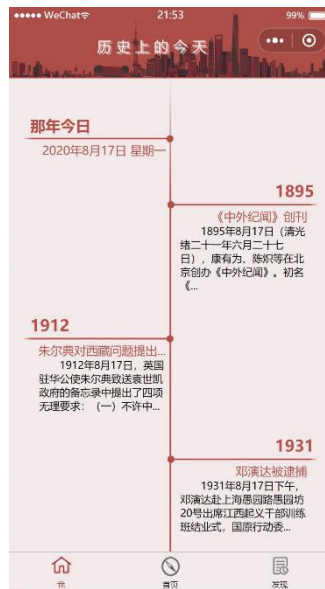 WeChat
21:53
99%
历史上的今天
那年今日
2020年8月17日 星期一
1895
《中外纪闻》创刊
1895年8月17日（清光
绪二十一年六月二十七
日），康有为、陈炽等在北
京创办《中外纪闻》。初名
《...
1912
朱尔典对西藏问题提出...
1912年8月17日，英国
驻华公使朱尔典致送袁世凯
政府的备忘录中提出了四项
无理要求：（一）不许中...
1931
邓演达被逮捕
1931年8月17日下午，
邓演达赴上海愚园路愚园坊
20号出席江西起义干部训练
班结业式，国原行动委...
首页
发现